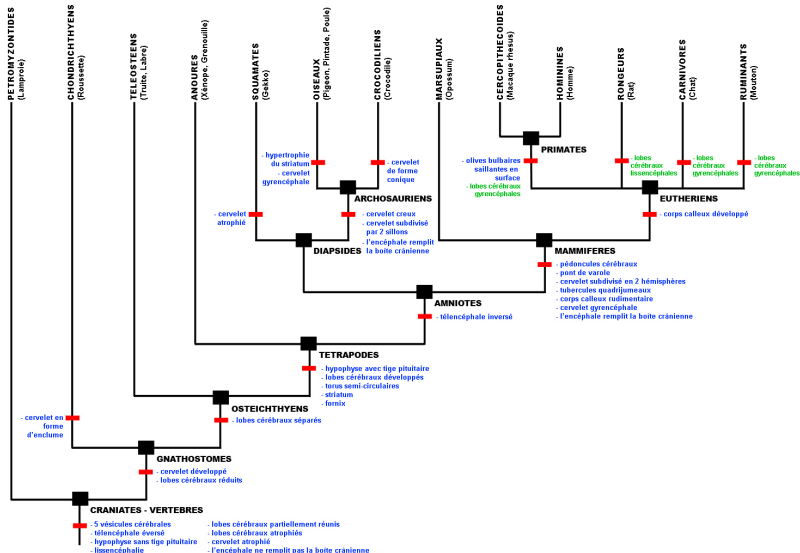 PETROMYZONTIDES
(Lamproie)
CHONDRICHTHYENS
(Roussette)
TELEOSTEENS
(Truite, Labre)
ANOURES
(Xénope, Grenouille)
SQUAMATES
(Gekko)
OISEAUX
(Pigeon, Pintade, Poule)
CROCODILIENS
(Crocodile)
MARSUPIAUX
(Opossum)
CERCOPITHECOIDES
(Macaque rhesus)
HOMININES
(Homme)
RONGEURS
(Rat)
CARNIVORES
(Chat)
RUMINANTS
(Mouton)
PRIMATES
- hypertrophie
du striatum
- cervelet
gyrencéphale
- cervelet
de forme
conique
- olives bulbaires
saillantes en
surface
- lobes cérébraux
gyrencéphales
- lobes
cérébraux
lissencéphales
- lobes
cérébraux
gyrencéphales
- lobes
cérébraux
gyrencéphales
ARCHOSAURIENS
EUTHERIENS
- cervelet
atrophié
- cervelet creux
- cervelet subdivisé
par 2 sillons
- l'encéphale remplit
la boîte crânienne
- corps calleux développé
DIAPSIDES
MAMMIFERES
- pédoncules cérébraux
- pont de varole
- cervelet subdivisé en 2 hémisphères
- tubercules quadrijumeaux
- corps calleux rudimentaire
- cervelet gyrencéphale
- l'encéphale remplit la boîte crânienne
AMNIOTES
- télencéphale inversé
TETRAPODES
- hypophyse avec tige pituitaire
- lobes cérébraux développés
- torus semi-circulaires
- striatum
- fornix
OSTEICHTHYENS
- cervelet en
forme
d'enclume
- lobes cérébraux séparés
GNATHOSTOMES
- cervelet développé
- lobes cérébraux réduits
CRANIATES - VERTEBRES
- 5 vésicules cérébrales
- télencéphale éversé
- hypophyse sans tige pituitaire
- lissencéphalie
- lobes cérébraux partiellement réunis
- lobes cérébraux atrophiés
- cervelet atrophié
- l'encéphale ne remplit pas la boîte crânienne